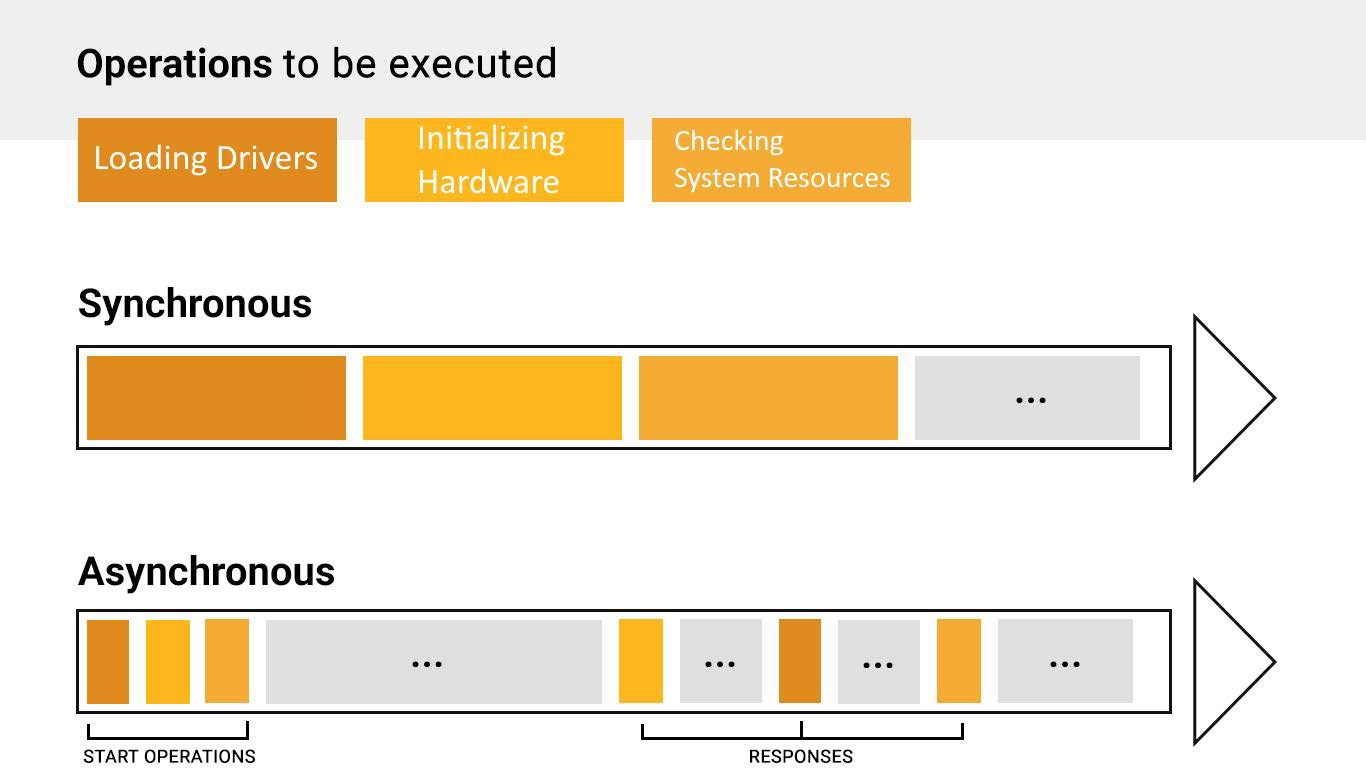 Operations to be executed
Loading Drivers
Initializing
Hardware
Checking
System Resources
Synchronous
...
Asynchronous
...
...
...
...
START OPERATIONS
RESPONSES